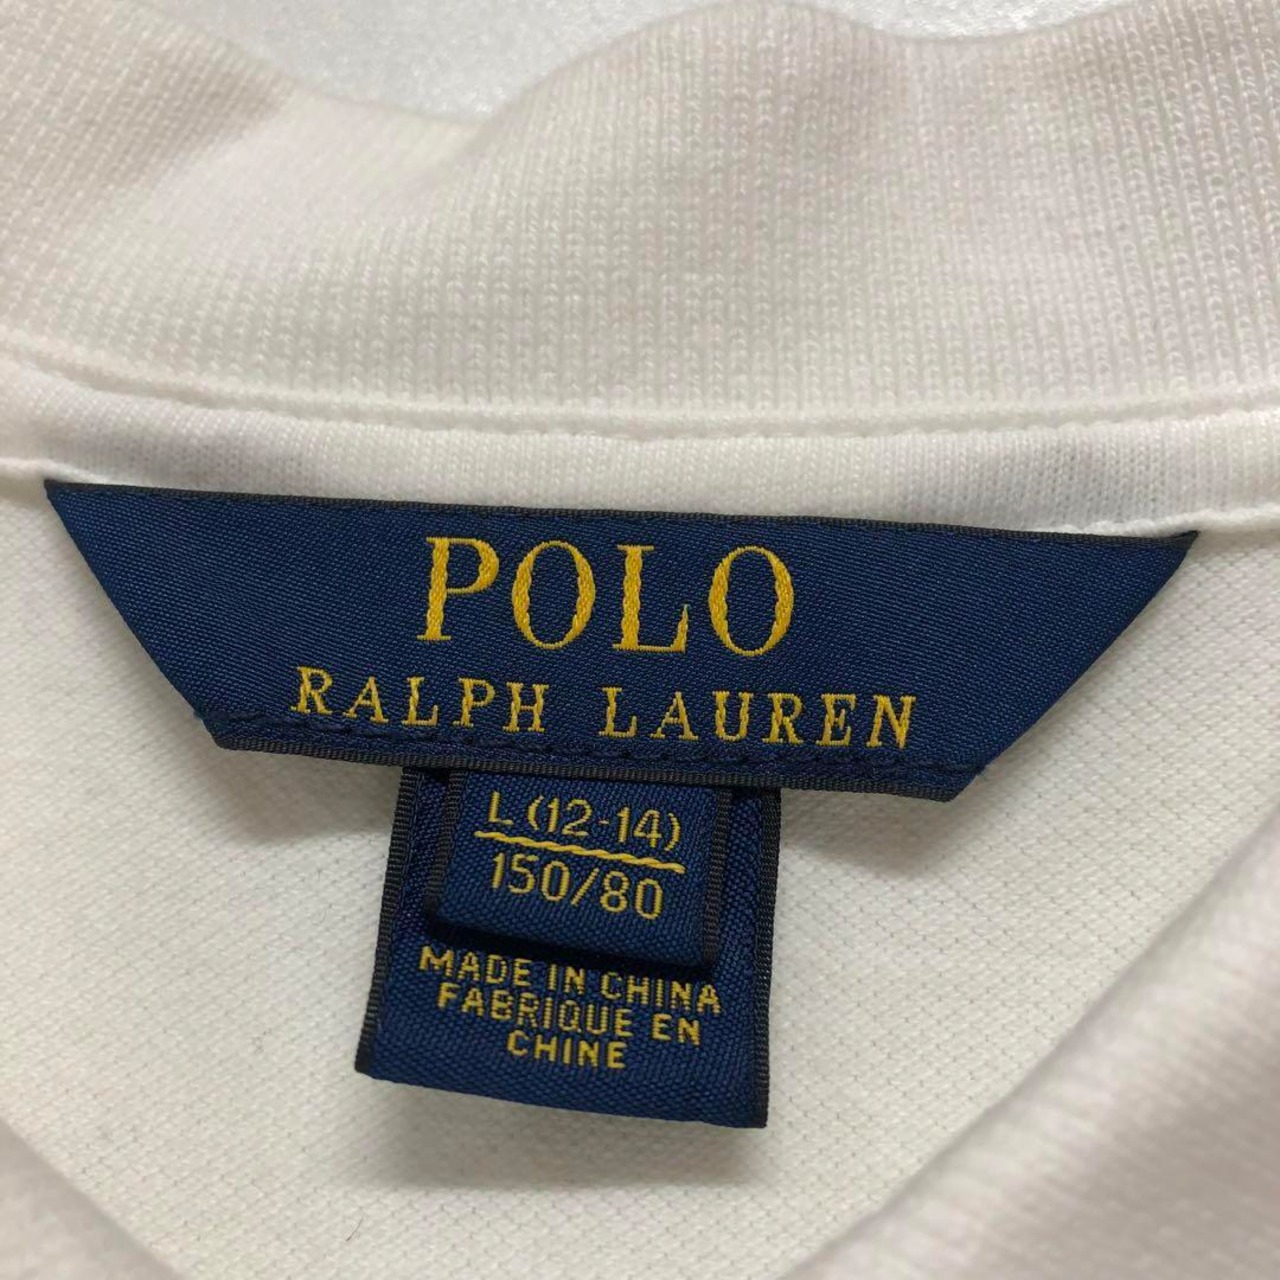 POLO
RALPH LAUREN
L (12-14)
150/80
MADE IN CHINA
FABRIQUE EN
CHINE